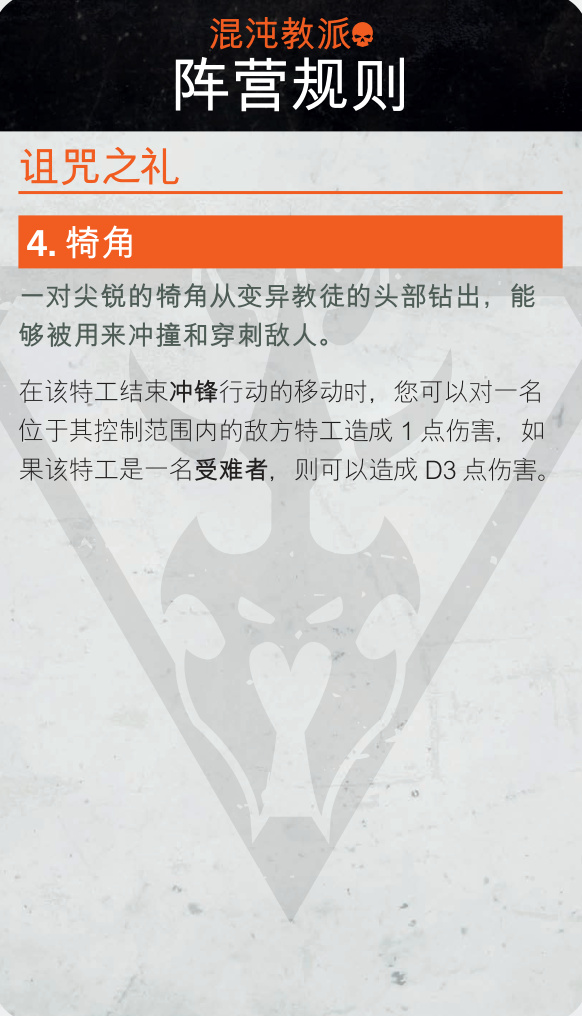 混沌教派
阵营规则
诅咒之礼
4. 犄角
一对尖锐的犄角从变异教徒的头部钻出，能
够被用来冲撞和穿刺敌人。
在该特工结束冲锋行动的移动时，您可以对一名
位于其控制范围内的敌方特工造成 1 点伤害，如
果该特工是一名受难者，则可以造成 D3 点伤害。